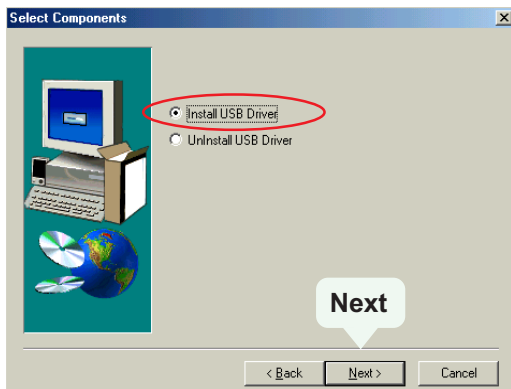 Select Components
Install USB Driver
UnInstall USB Driver
Next
< Back
Next >
Cancel